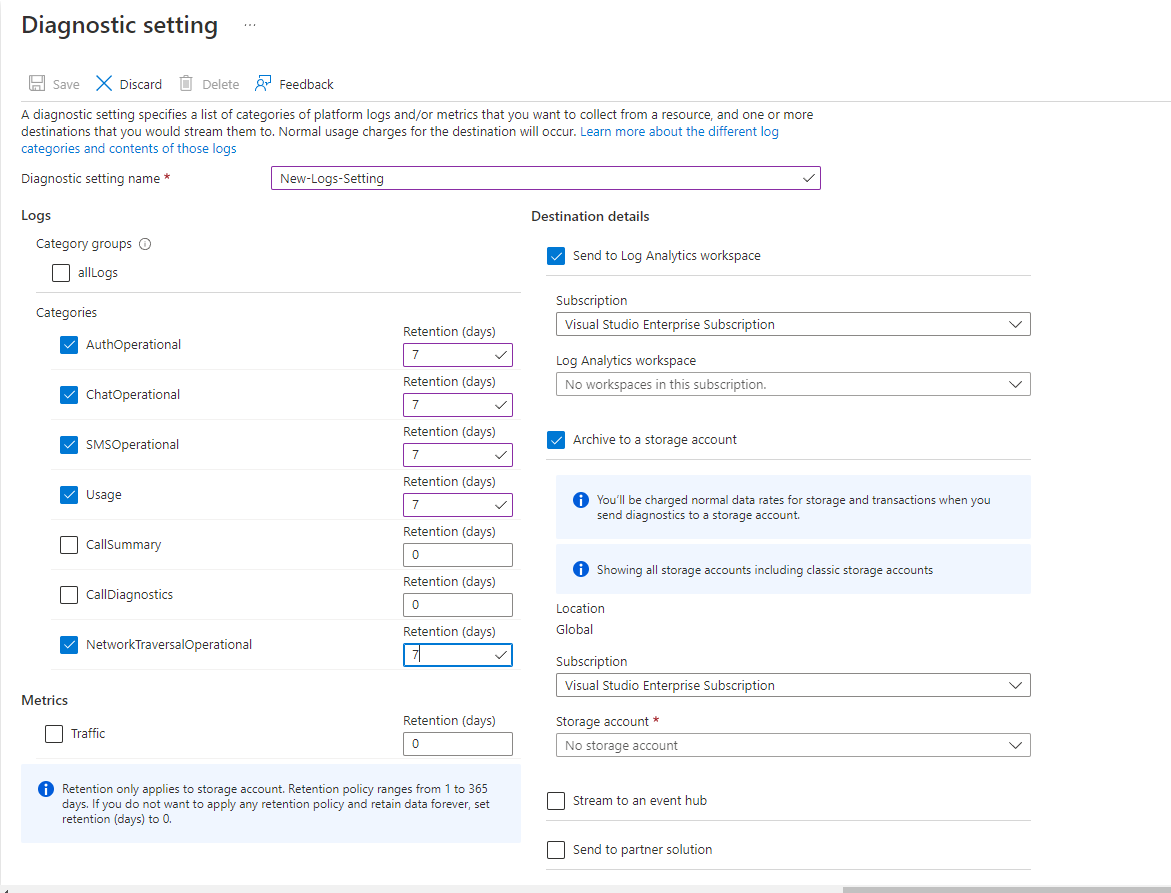 Diagnostic setting ...
Save Discard Delete Feedback
A diagnostic setting specifies a list of categories of platform logs and/or metrics that you want to collect from a resource, and one or more
destinations that you would stream them to. Normal usage charges for the destination will occur. Learn more about the different log
categories and contents of those logs
Diagnostic setting name *
New-Logs-Setting
Logs
Category groups
allLogs
Categories
Retention (days)
AuthOperational
7
Retention (days)
ChatOperational
7
Retention (days)
SMSOperational
7
Retention (days)
Usage
7
Retention (days)
CallSummary
0
Retention (days)
CallDiagnostics
0
Retention (days)
NetworkTraversalOperational
7
Metrics
Retention (days)
Traffic
0
Retention only applies to storage account. Retention policy ranges from 1 to 365
days. If you do not want to apply any retention policy and retain data forever, set
retention (days) to 0.
Destination details
Send to Log Analytics workspace
Subscription
Visual Studio Enterprise Subscription
Log Analytics workspace
No workspaces in this subscription.
Archive to a storage account
You'll be charged normal data rates for storage and transactions when you
send diagnostics to a storage account.
Showing all storage accounts including classic storage accounts
Location
Global
Subscription
Visual Studio Enterprise Subscription
Storage account *
No storage account
Stream to an event hub
Send to partner solution